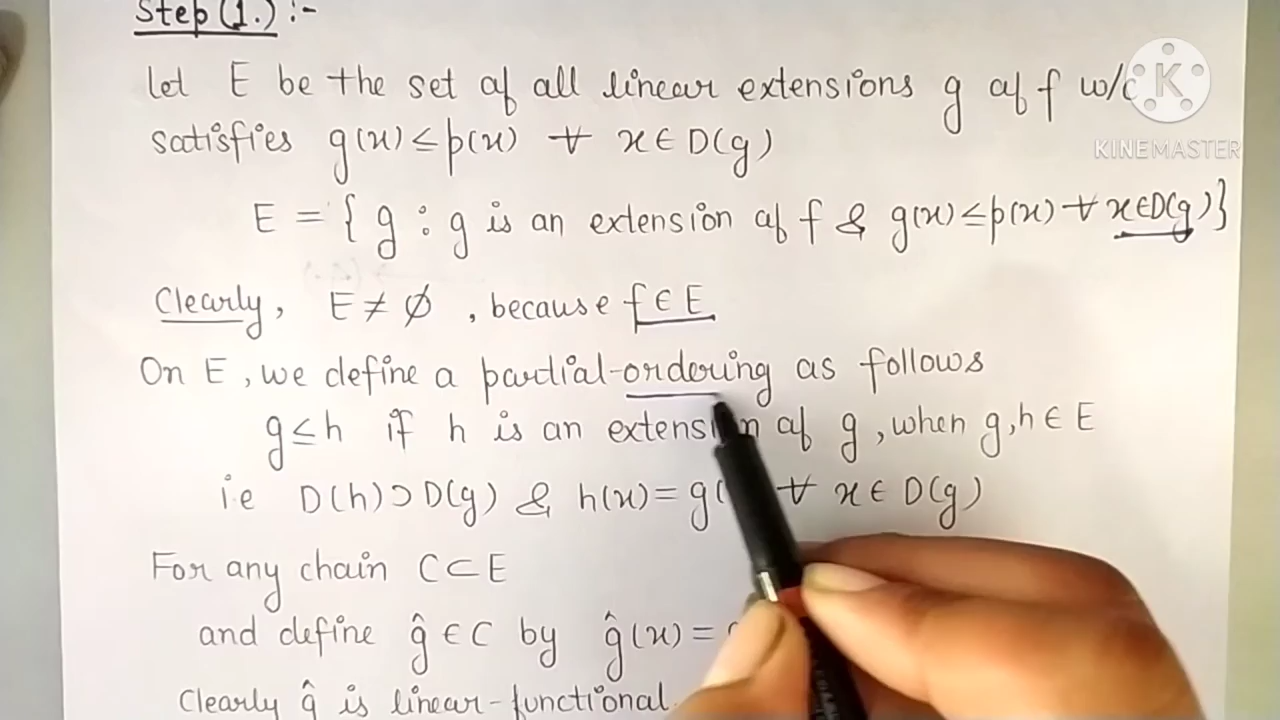 Step (1.) :-
Let E be the set of all linear extensions g of f w/c
K
satisfies g(x) ≤ p(x) ∀ x ∈ D(g)
KINEMASTER
E = { g : g is an extension of f & g(x) ≤ p(x) ∀ x ∈ D(g) }
Clearly, E ≠ ∅ , because f ∈ E
On E , we define a partial-ordering as follows
g ≤ h if h is an extens n of g , when g, h ∈ E
i.e D(h) ⊃ D(g) & h(x) = g( ∀ x ∈ D(g)
For any chain C ⊂ E
and define ĝ ∈ C by ĝ(x) =
Clearly ĝ is linear-functional.